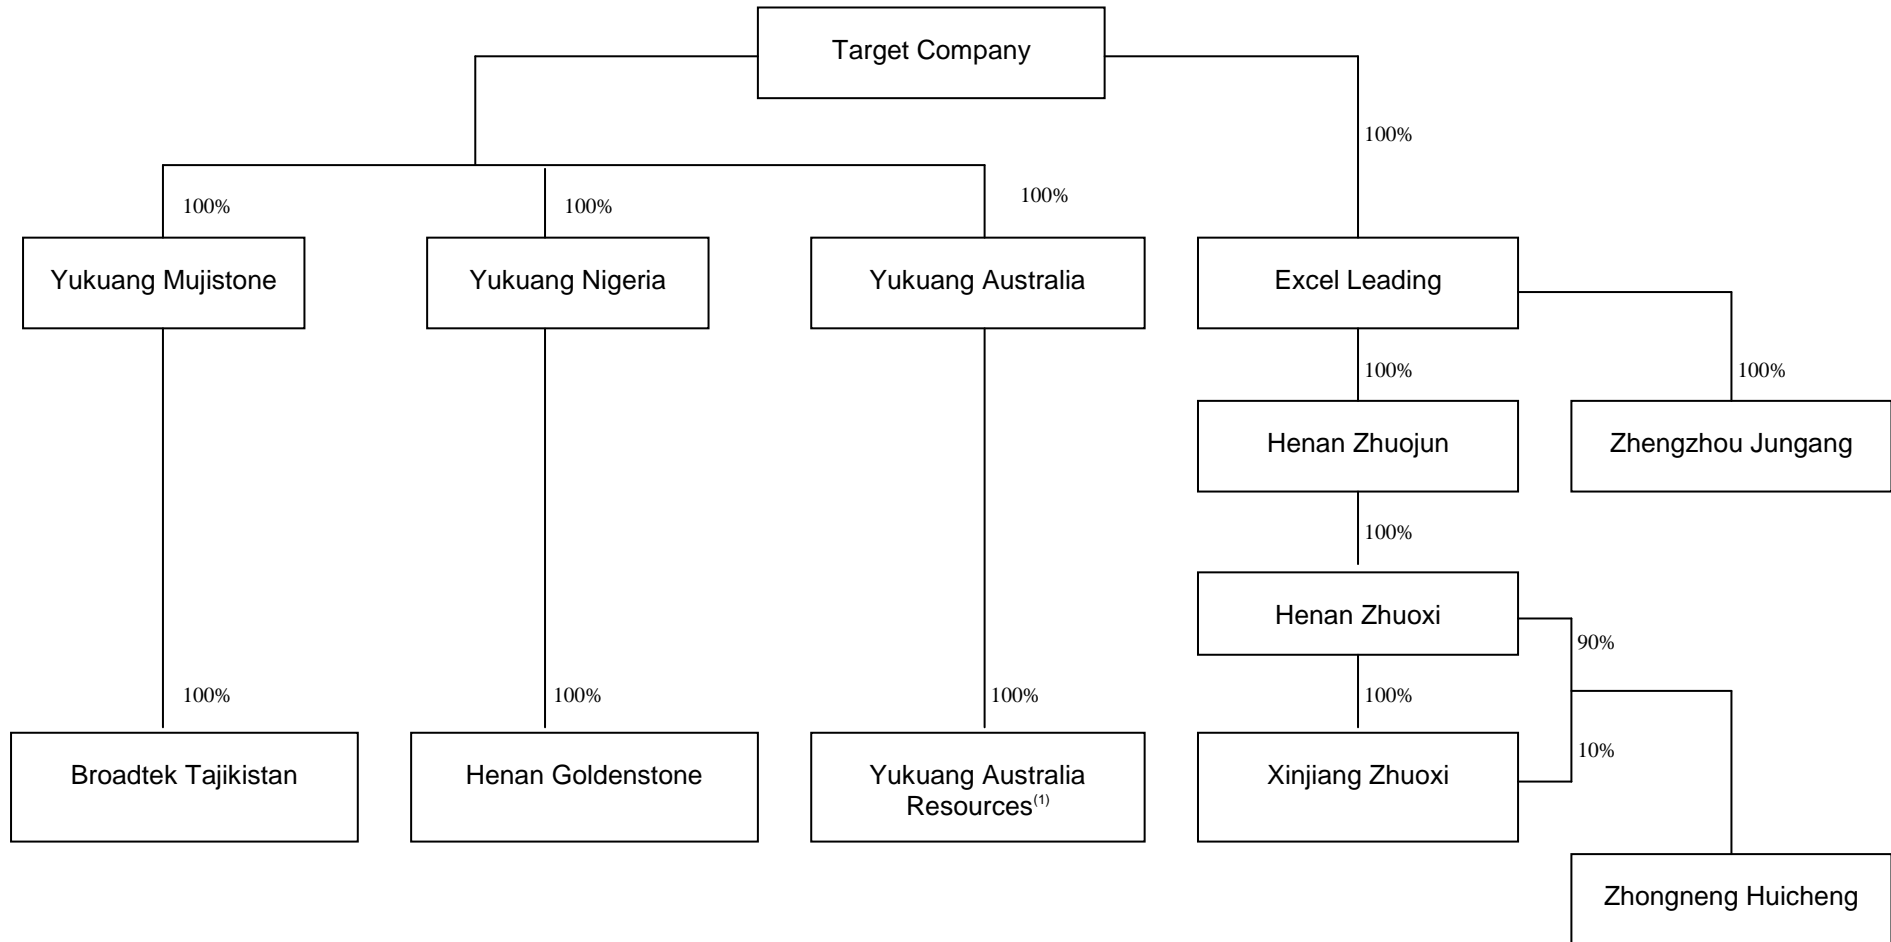 Target Company
100%
100%
100%
100%
Yukuang Mujistone
Yukuang Nigeria
Yukuang Australia
Excel Leading
100%
100%
Henan Zhuojun
Zhengzhou Jungang
100%
Henan Zhuoxi
90%
100%
100%
100%
100%
10%
Broadtek Tajikistan
Henan Goldenstone
Yukuang Australia
Resources(1)
Xinjiang Zhuoxi
Zhongneng Huicheng